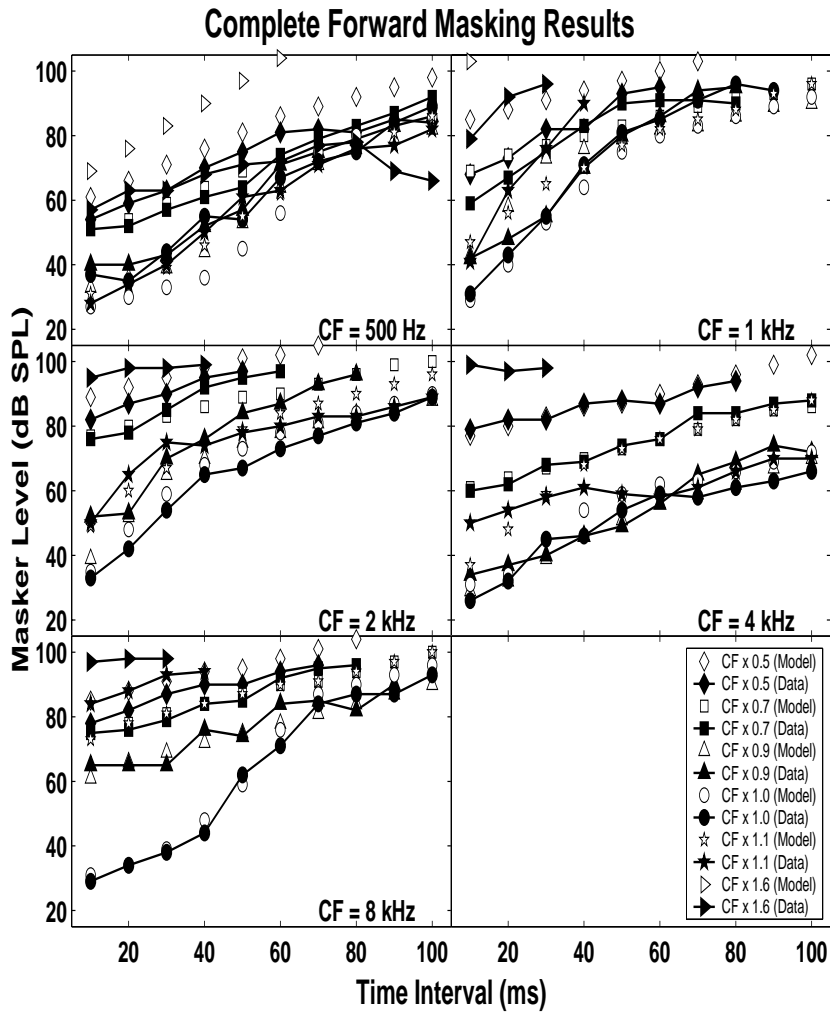 Complete Forward Masking Results
100
80
60
40
20
CF = 500 Hz
CF = 1 kHz
100
80
60
40
20
CF = 2 kHz
CF = 4 kHz
100
80
60
40
20
CF = 8 kHz
Masker Level (dB SPL)
CF x 0.5 (Model)
CF x 0.5 (Data)
CF x 0.7 (Model)
CF x 0.7 (Data)
CF x 0.9 (Model)
CF x 0.9 (Data)
CF x 1.0 (Model)
CF x 1.0 (Data)
CF x 1.1 (Model)
CF x 1.1 (Data)
CF x 1.6 (Model)
CF x 1.6 (Data)
20 40 60 80 100 20 40 60 80 100
Time Interval (ms)